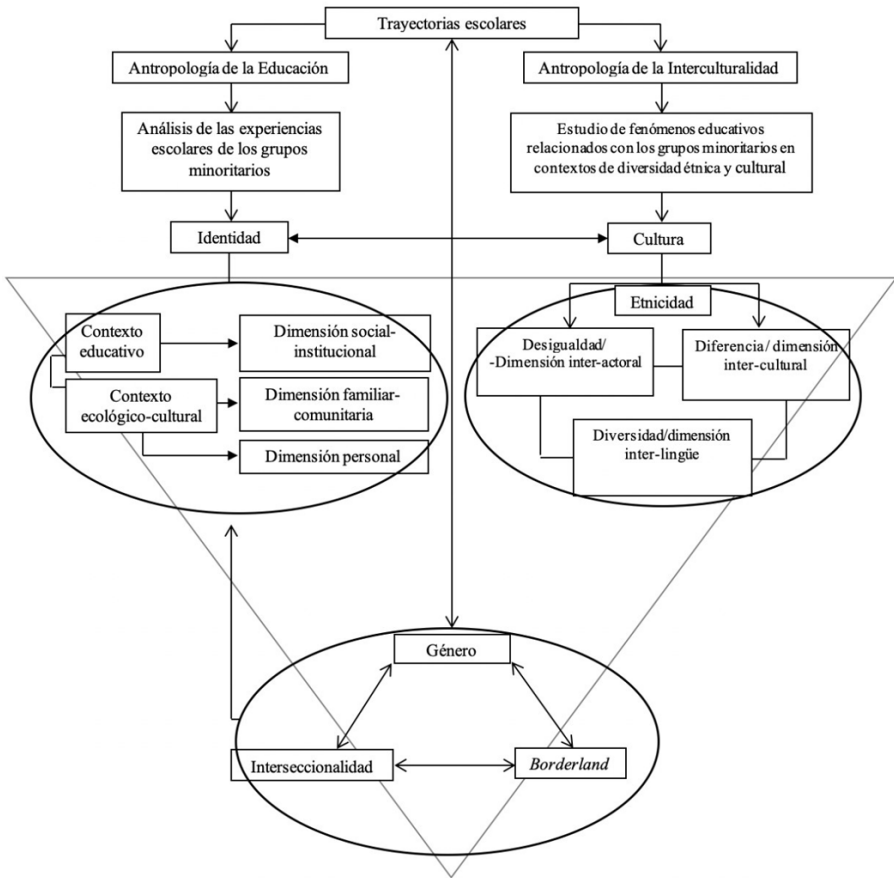 Trayectorias escolares
Antropología de la Educación
Antropología de la Interculturalidad
Análisis de las experiencias
escolares de los grupos
minoritarios
Estudio de fenómenos educativos
relacionados con los grupos minoritarios en
contextos de diversidad étnica y cultural
Identidad
Cultura
Etnicidad
Contexto
educativo
Dimensión social-
institucional
Contexto
ecológico-cultural
Dimensión familiar-
comunitaria
Dimensión personal
Desigualdad/
-Dimensión inter-actoral
Diferencia/ dimensión
inter-cultural
Diversidad/dimensión
inter-lingüe
Género
Interseccionalidad
Borderland